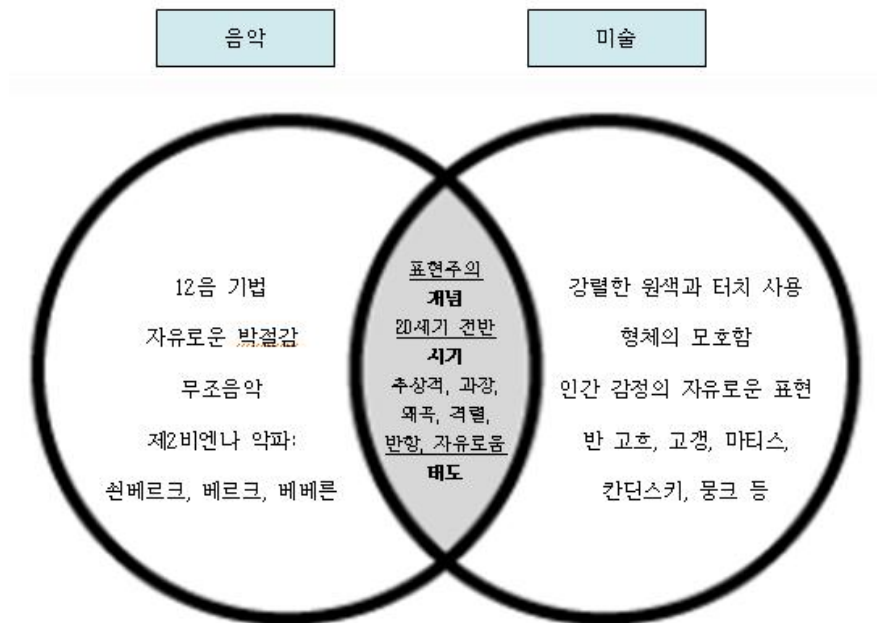 음악
미술
12음 기법
자유로운 박절감
무조음악
제2비엔나 악파:
쇤베르크, 베르크, 베베른
표현주의
개념
20세기 전반
시기
추상적, 과장,
왜곡, 격렬,
반항, 자유로움
태도
강렬한 원색과 터치 사용
형체의 모호함
인간 감정의 자유로운 표현
반 고흐, 고갱, 마티스,
칸딘스키, 뭉크 등